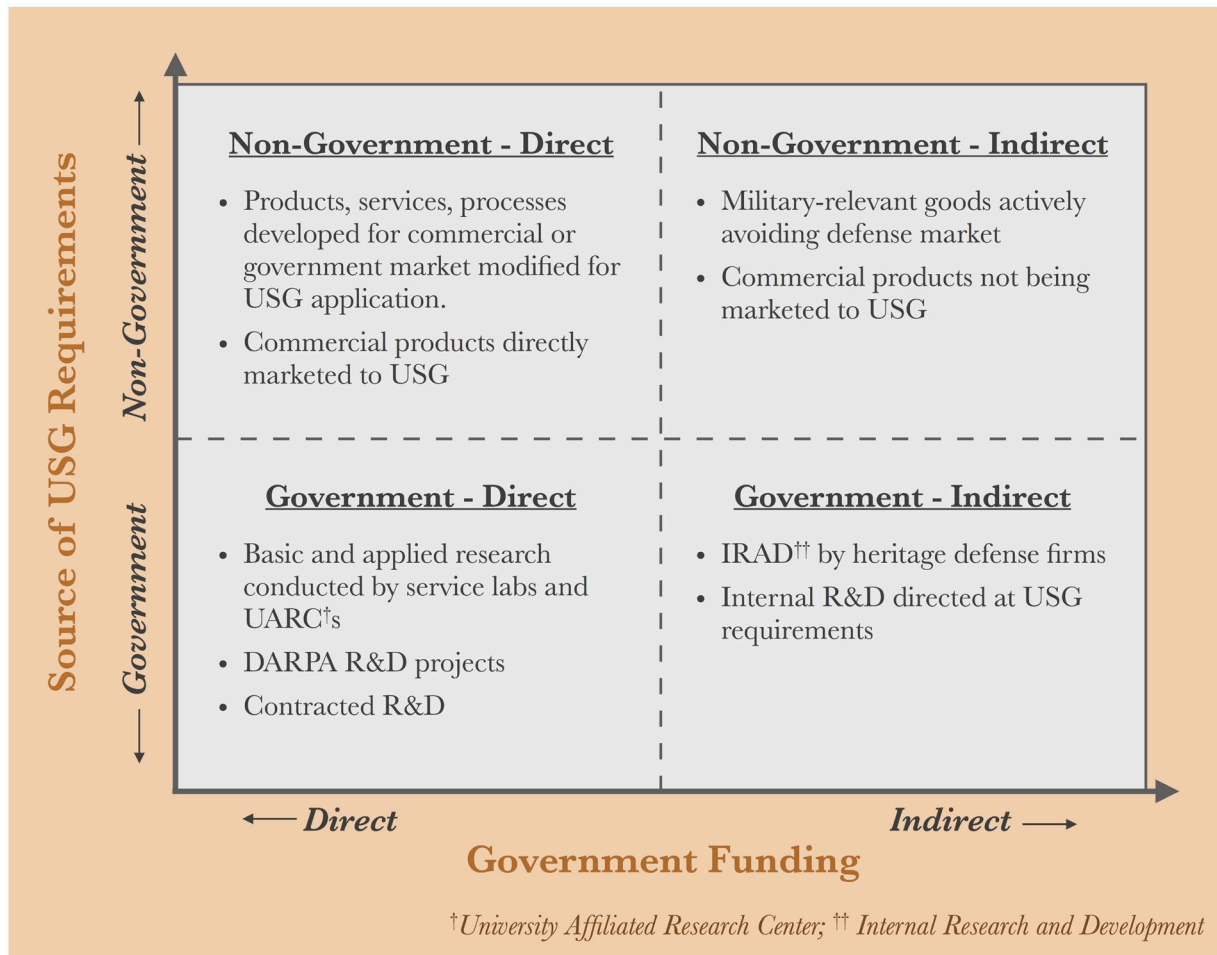 Source of USG Requirements
Non-Government
Government
Non-Government - Direct
• Products, services, processes
developed for commercial or
government market modified for
USG application.
• Commercial products directly
marketed to USG
Non-Government - Indirect
• Military-relevant goods actively
avoiding defense market
• Commercial products not being
marketed to USG
Government - Direct
• Basic and applied research
conducted by service labs and
UARC†s
• DARPA R&D projects
• Contracted R&D
Government - Indirect
• IRAD†† by heritage defense firms
• Internal R&D directed at USG
requirements
Direct
Indirect
Government Funding
†University Affiliated Research Center; †† Internal Research and Development